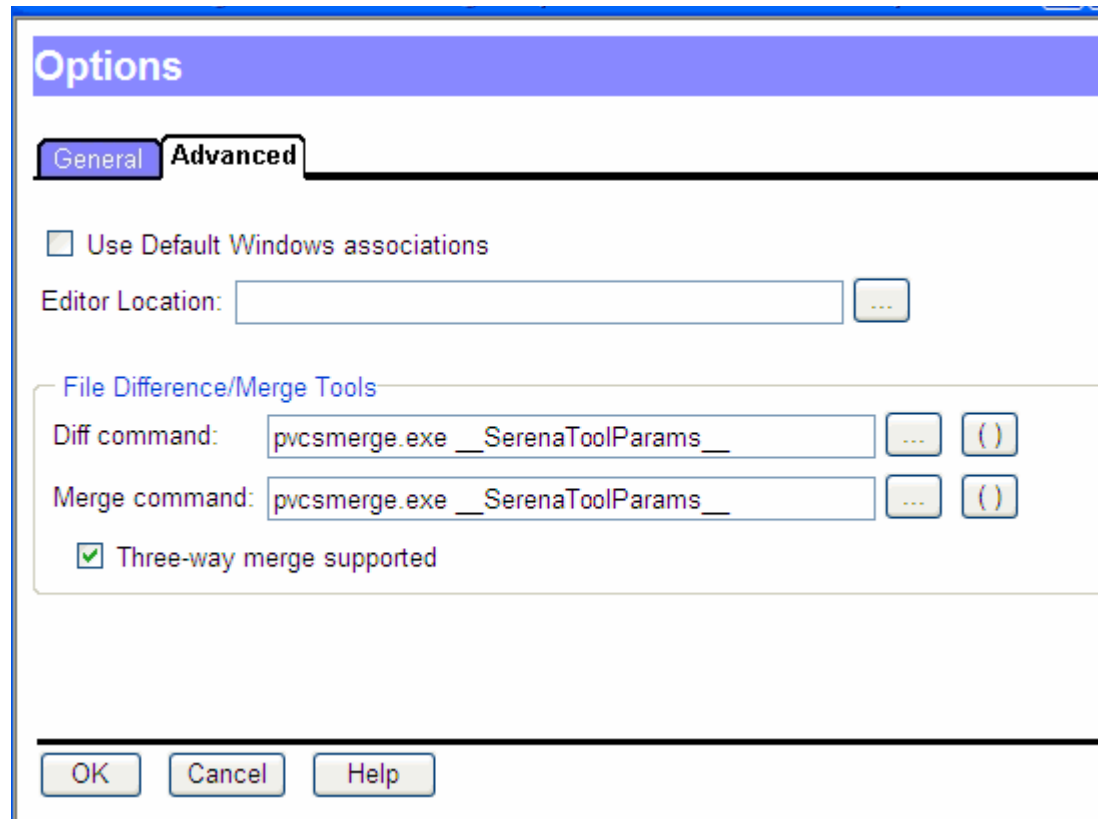 Options
General Advanced
Use Default Windows associations
Editor Location: ...
File Difference/Merge Tools
Diff command: pvcsmerge.exe __SerenaToolParams__ ... ( )
Merge command: pvcsmerge.exe __SerenaToolParams__ ... ( )
Three-way merge supported
OK Cancel Help